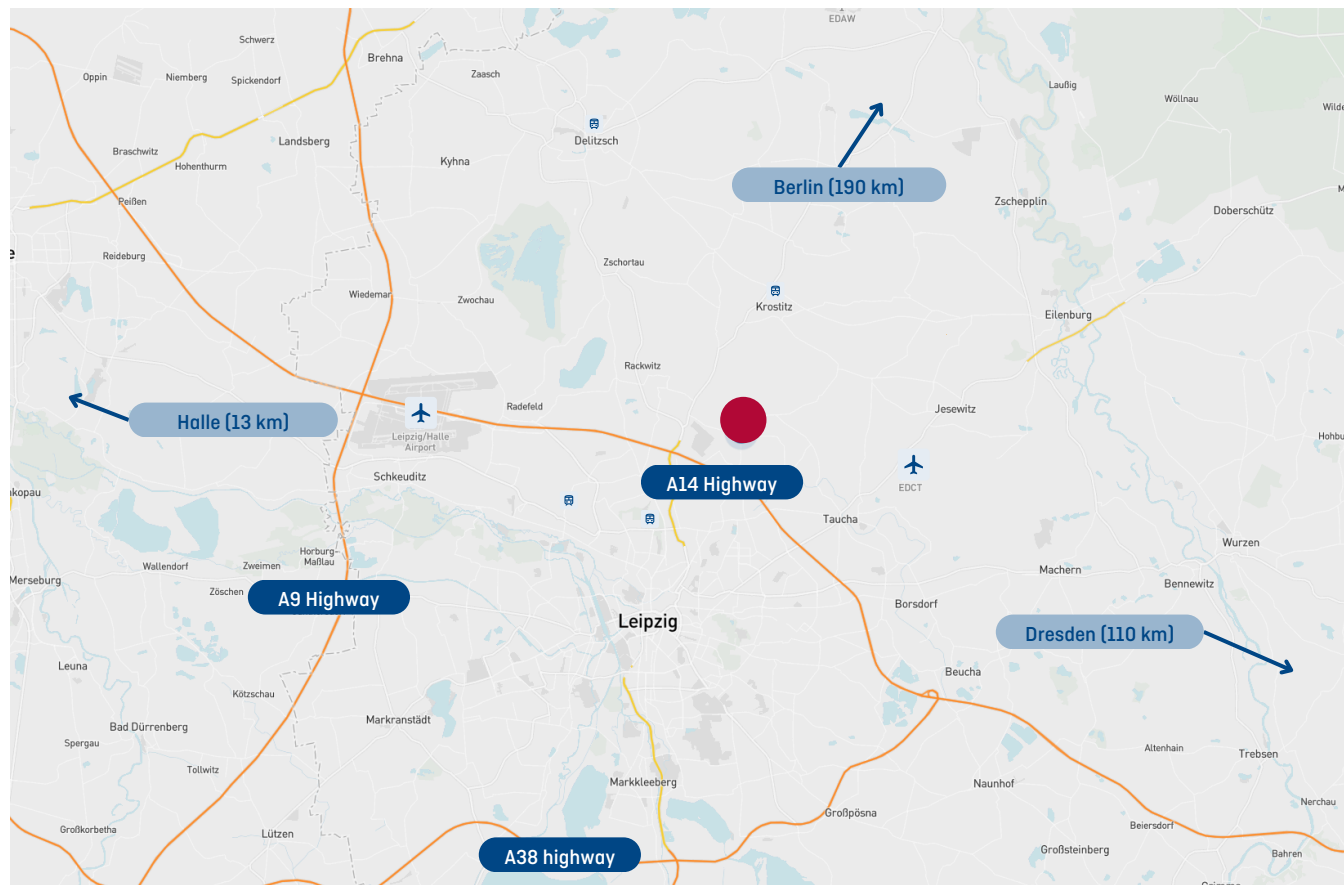 EDAW
Schwerz
Brehna
Oppin
Niemberg
Spickendorf
Zaasch
Laußig
Wöllnau
Delitzsch
Landsberg
Braschwitz
Hohenthurm
Kyhna
Berlin (190 km)
Peißen
Zschepplin
Doberschütz
Reideburg
Zschortau
Wiedemar
Zwochau
Krostitz
Eilenburg
Rackwitz
Radefeld
Jesewitz
Halle (13 km)
Leipzig/Halle
Airport
Schkeuditz
A14 Highway
EDCT
Taucha
Wurzen
Horburg-
Maßlau
Wallendorf
Zweimen
Machern
Bennewitz
Merseburg
Zöschen
A9 Highway
Borsdorf
Leipzig
Dresden (110 km)
Leuna
Beucha
Kötzschau
Markranstädt
Bad Dürrenberg
Spergau
Altenhain
Trebsen
Tollwitz
Markkleeberg
Naunhof
Nerchau
Großpösna
Großkorbetha
Lützen
Beiersdorf
A38 highway
Großsteinberg
Bahren